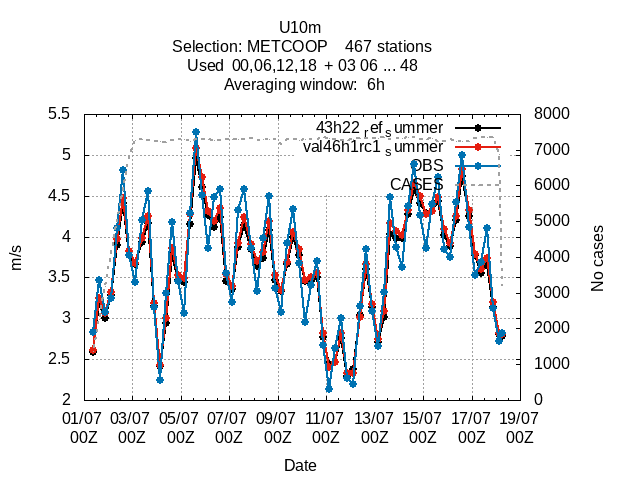 U10m
Selection: METCOOP 467 stations
Used 00,06,12,18 + 03 06 ... 48
Averaging window: 6h
43h22_ref_summer
val46h1rc1_summer
OBS
CASES
5.5
5
4.5
4
3.5
3
2.5
2
m/s
8000
7000
6000
5000
4000
3000
2000
1000
0
No cases
01/07 00Z
03/07 00Z
05/07 00Z
07/07 00Z
09/07 00Z
11/07 00Z
13/07 00Z
15/07 00Z
17/07 00Z
19/07 00Z
Date